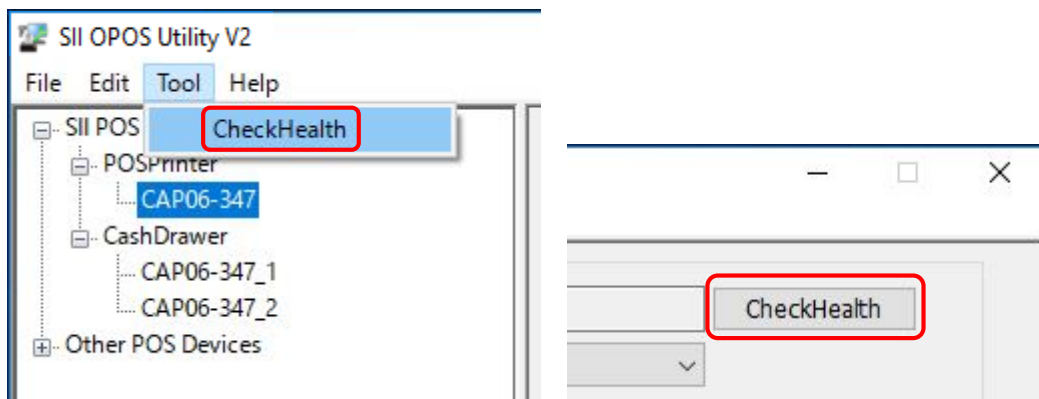 SII OPOS Utility V2
File Edit Tool Help
SII POS
CheckHealth
POSPrinter
CAP06-347
CashDrawer
CAP06-347_1
CAP06-347_2
Other POS Devices
CheckHealth